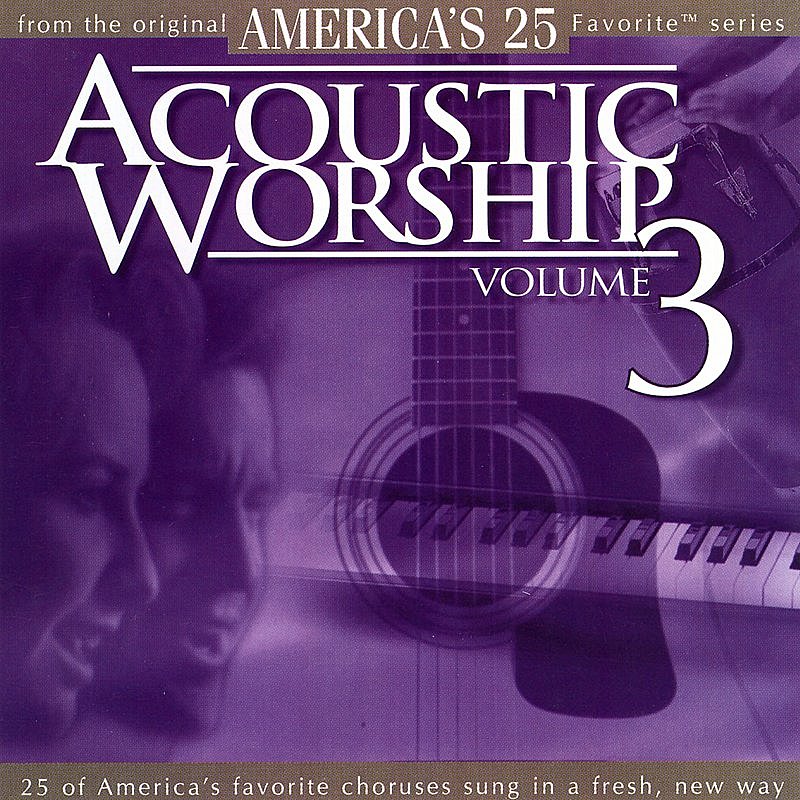 from the original AMERICA'S 25 Favorite™ series
ACOUSTIC
WORSHIP
VOLUME 3
25 of America's favorite choruses sung in a fresh, new way